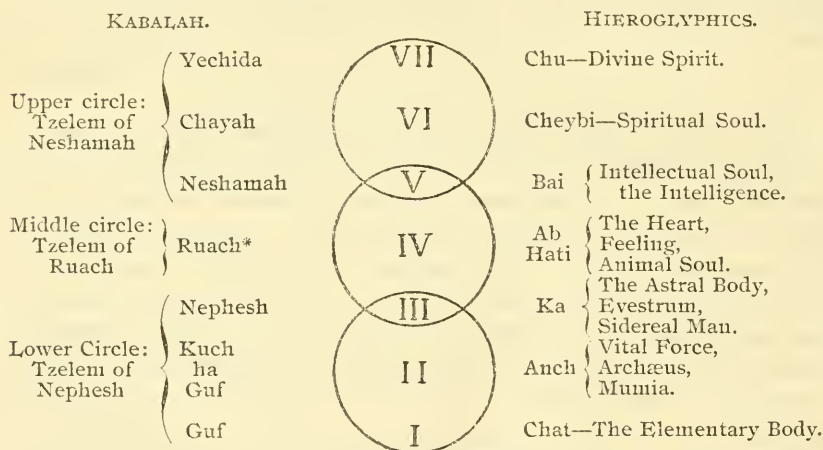 KABALAH.
HIEROGLYPHICS.
Yechida
VII
Chu—Divine Spirit.
Upper circle:
Tzelem of
Neshamah
Chayah
VI
Cheybi—Spiritual Soul.
Neshamah
V
Bai
Intellectual Soul,
the Intelligence.
Middle circle:
Tzelem of
Ruach
Ruach*
IV
Ab
Hati
The Heart,
Feeling,
Animal Soul.
Nephesh
III
Ka
The Astral Body,
Evestrum,
Sidereal Man.
Lower Circle:
Tzelem of
Nephesh
Kuch
ha
Guf
II
Anch
Vital Force,
Archæus,
Mumia.
Guf
I
Chat—The Elementary Body.